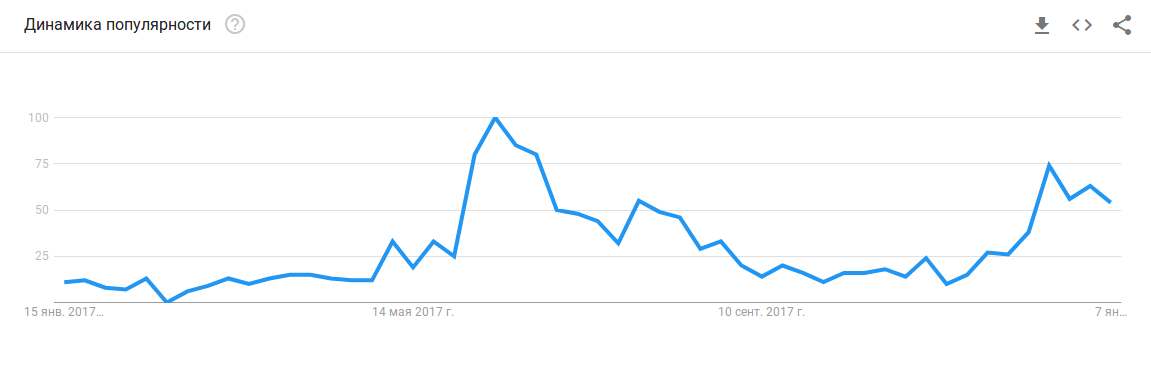 Динамика популярности ?
100
75
50
25
15 янв. 2017…
14 мая 2017 г.
10 сент. 2017 г.
7 ян…